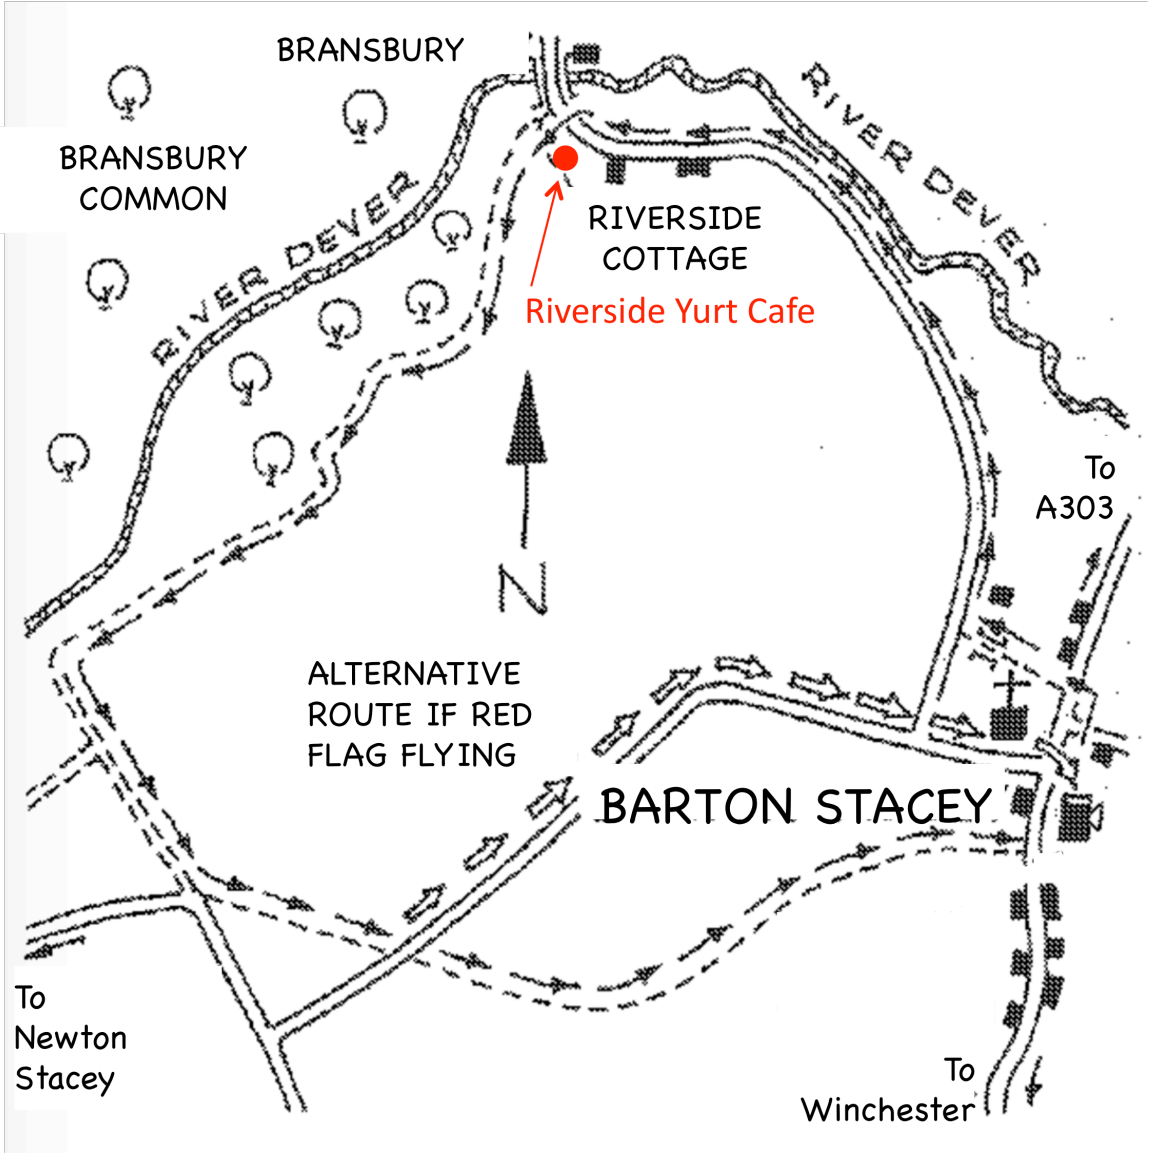 BRANSBURY
RIVER DEVER
BRANSBURY
COMMON
RIVER DEVER
RIVERSIDE
COTTAGE
Riverside Yurt Cafe
To
A303
N
ALTERNATIVE
ROUTE IF RED
FLAG FLYING
BARTON STACEY
To
Newton
Stacey
To
Winchester